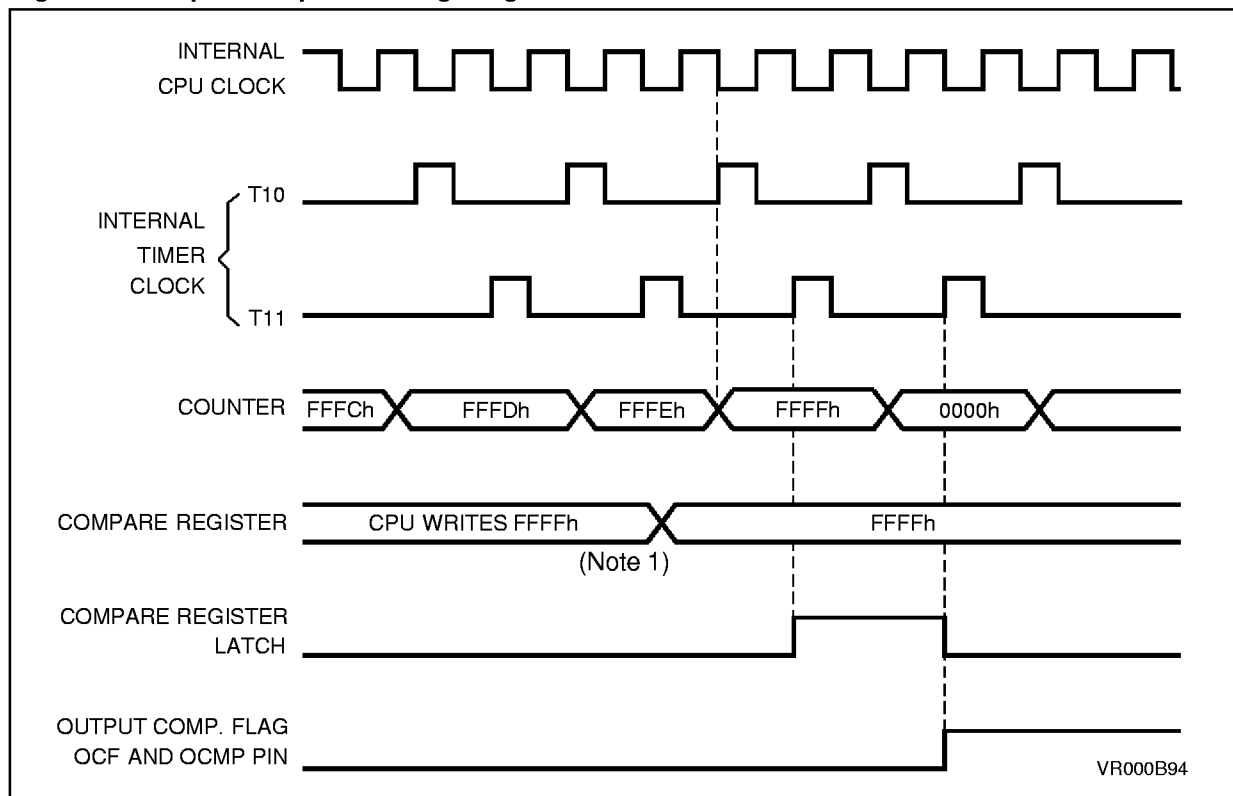 INTERNAL
CPU CLOCK
T10
INTERNAL
TIMER
CLOCK
T11
COUNTER
FFFCh
FFFDh
FFFEh
FFFFh
0000h
COMPARE REGISTER
CPU WRITES FFFFh
FFFFh
(Note 1)
COMPARE REGISTER
LATCH
OUTPUT COMP. FLAG
OCF AND OCMP PIN
VR000B94